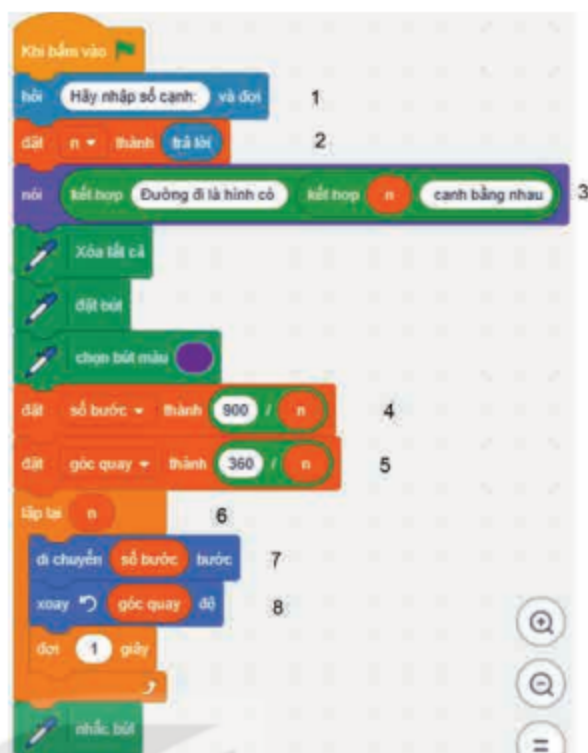 Khi bấm vào
hỏi Hãy nhập số cạnh: và đợi 1
đặt n thành trả lời 2
nói kết hợp Đường đi là hình có kết hợp n cạnh bằng nhau 3
Xóa tất cả
đặt bút
chọn bút màu
đặt số bước thành 900 / n 4
đặt góc quay thành 360 / n 5
lặp lại n 6
di chuyển số bước bước 7
xoay góc quay độ 8
đợi 1 giây
nhấc bút